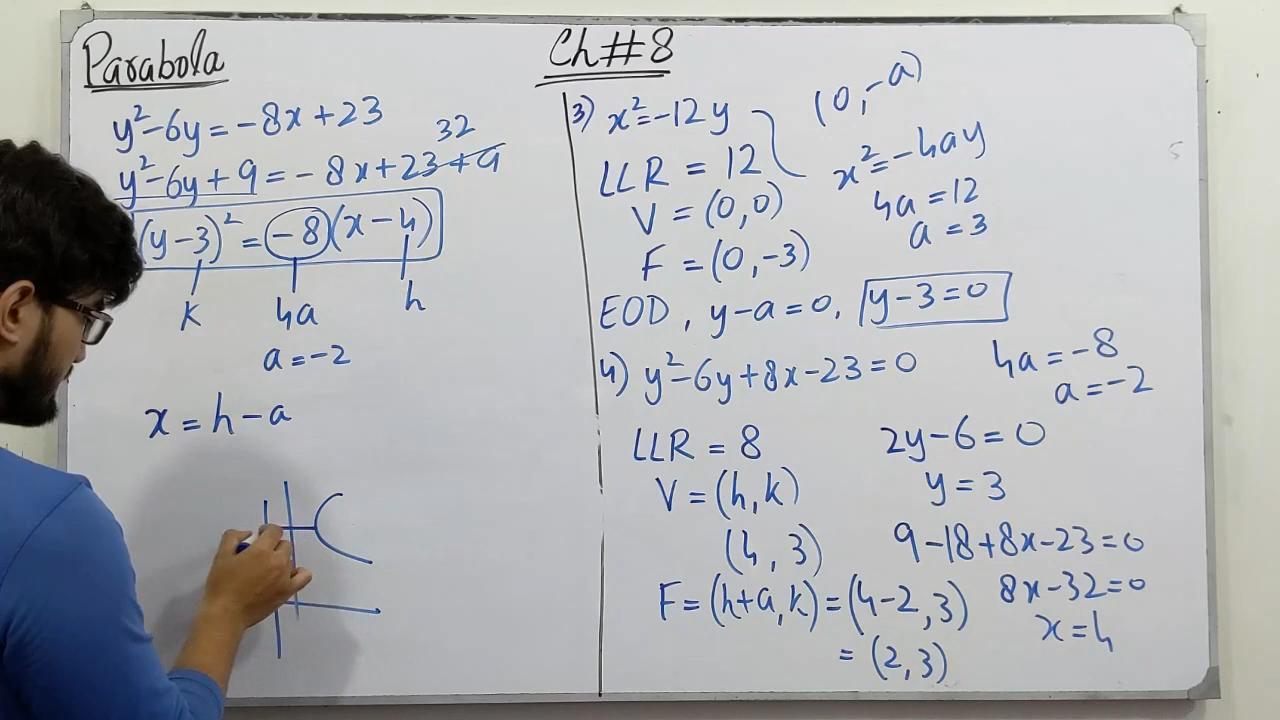 Parabola
y²-6y = -8x+23
32
y²-6y+9 = -8x+23+9
(y-3)² = -8(x-4)
k 4a h
a = -2
x = h-a
Ch#8
3) x² = -12y
(0,-a)
LLR = 12
x² = -4ay
V = (0,0)
4a = 12
F = (0,-3)
a = 3
EOD, y-a=0, y-3=0
4) y²-6y+8x-23=0
4a = -8
a = -2
LLR = 8
2y-6=0
V = (h,k)
y = 3
(4,3)
9-18+8x-23=0
F = (h+a,k) = (4-2,3)
8x-32=0
= (2,3)
x = 4
5